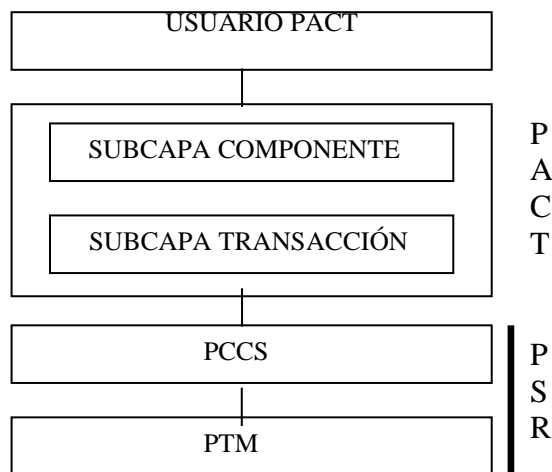 USUARIO PACT
SUBCAPA COMPONENTE
SUBCAPA TRANSACCIÓN
P
A
C
T
PCCS
PTM
P
S
R